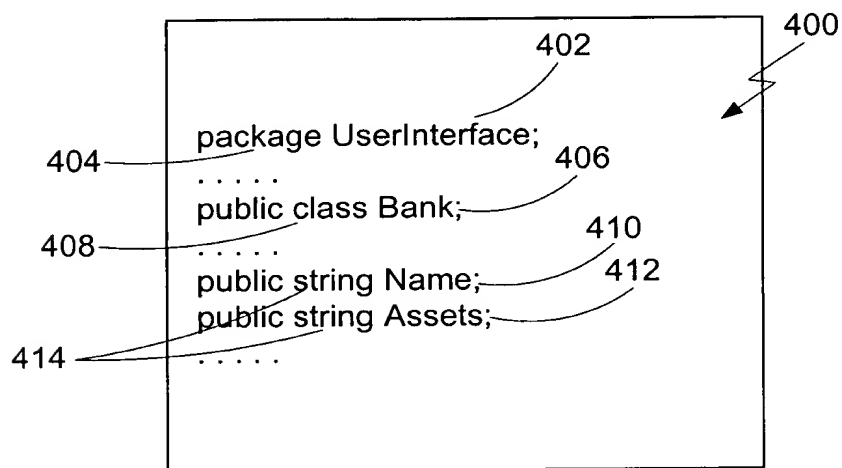 400
402
package UserInterface;
404
. . . . .
406
public class Bank;
408
. . . . .
410
public string Name;
412
public string Assets;
414
. . . . .